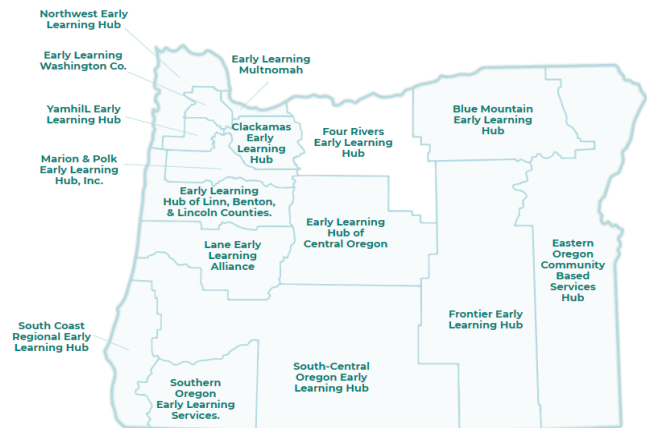 Northwest Early
Learning Hub
Early Learning
Washington Co.
Early Learning
Multnomah
Yamhill Early
Learning Hub
Clackamas
Early
Learning
Hub
Four Rivers
Early Learning
Hub
Blue Mountain
Early Learning
Hub
Marion & Polk
Early Learning
Hub, Inc.
Early Learning
Hub of Linn, Benton,
& Lincoln Counties.
Early Learning
Hub of
Central Oregon
Lane Early
Learning
Alliance
Eastern
Oregon
Community
Based
Services
Hub
Frontier Early
Learning Hub
South Coast
Regional Early
Learning Hub
South-Central
Oregon Early
Learning Hub
Southern
Oregon
Early Learning
Services.